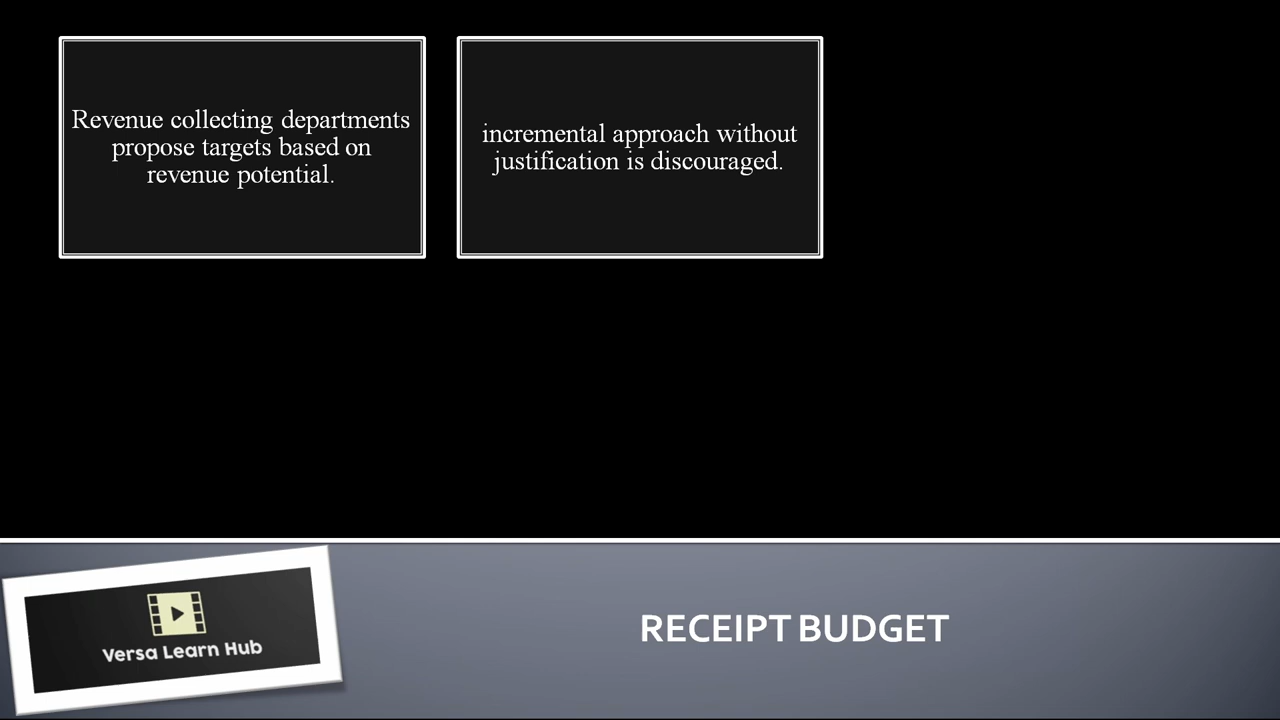 Revenue collecting departments
propose targets based on
revenue potential.
incremental approach without
justification is discouraged.
Versa Learn Hub
RECEIPT BUDGET